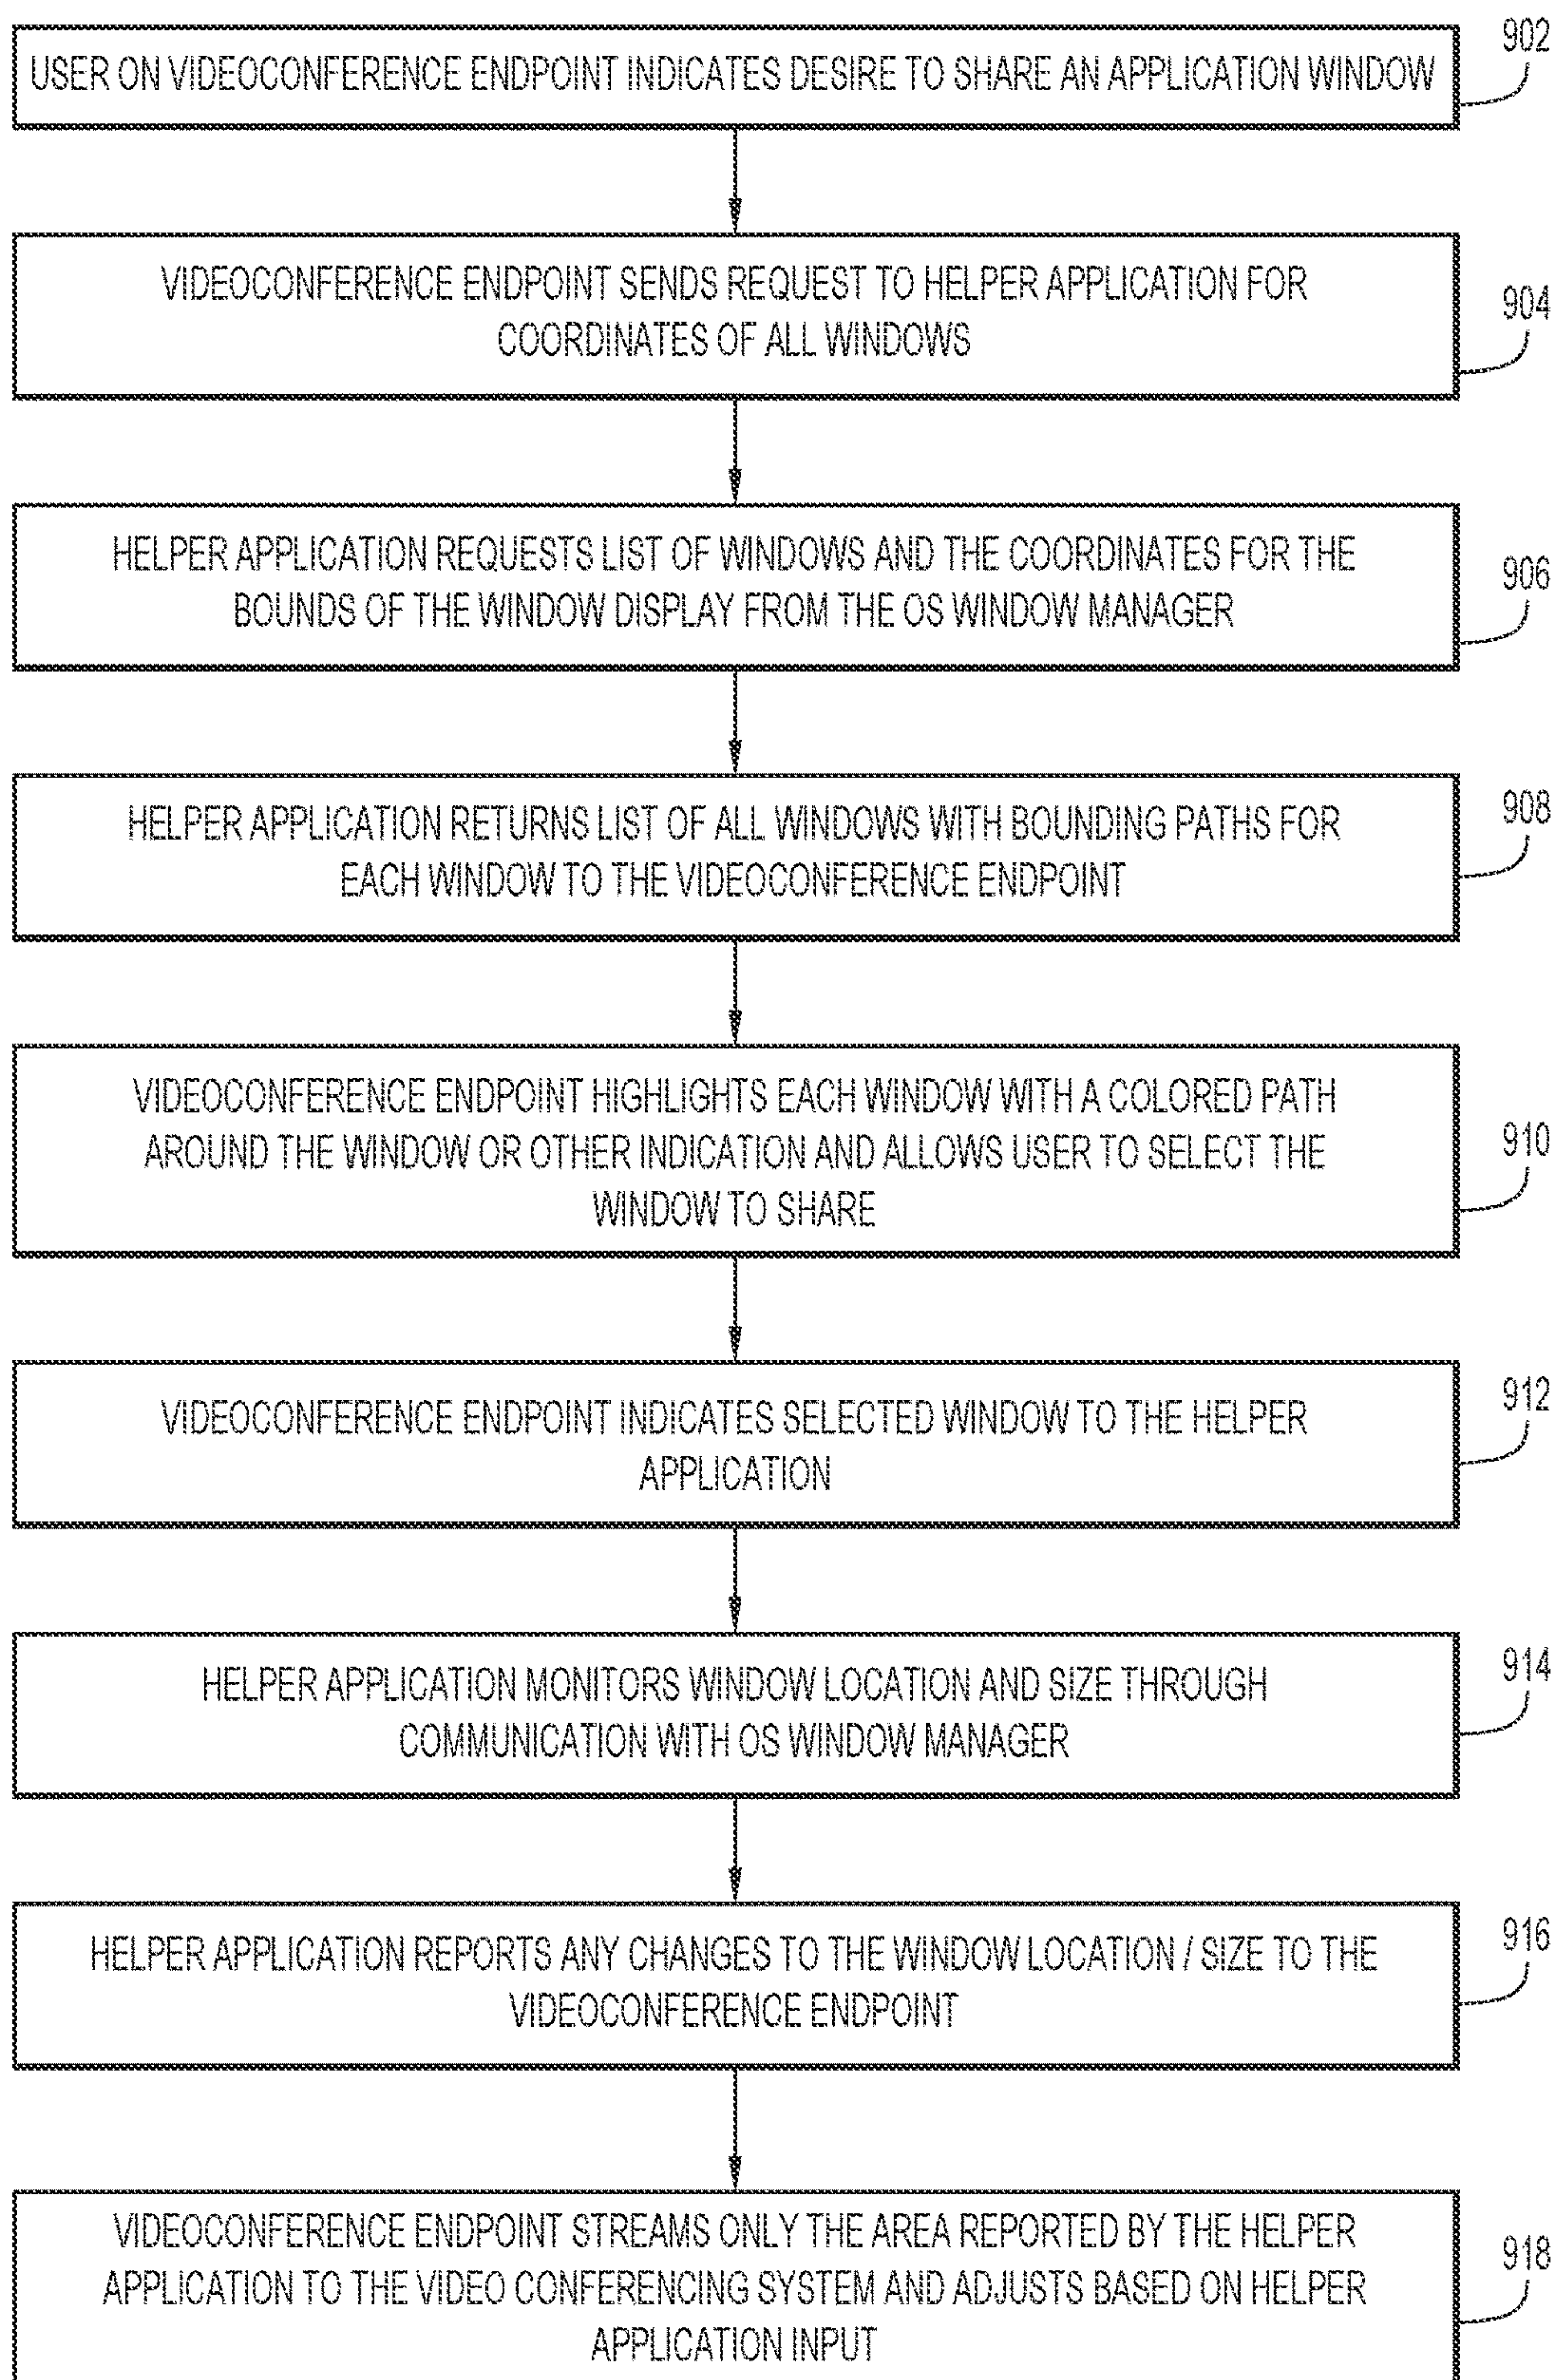 902
USER ON VIDEOCONFERENCE ENDPOINT INDICATES DESIRE TO SHARE AN APPLICATION WINDOW
VIDEOCONFERENCE ENDPOINT SENDS REQUEST TO HELPER APPLICATION FOR
COORDINATES OF ALL WINDOWS
904
HELPER APPLICATION REQUESTS LIST OF WINDOWS AND THE COORDINATES FOR THE
BOUNDS OF THE WINDOW DISPLAY FROM THE OS WINDOW MANAGER
906
HELPER APPLICATION RETURNS LIST OF ALL WINDOWS WITH BOUNDING PATHS FOR
EACH WINDOW TO THE VIDEOCONFERENCE ENDPOINT
908
VIDEOCONFERENCE ENDPOINT HIGHLIGHTS EACH WINDOW WITH A COLORED PATH
AROUND THE WINDOW OR OTHER INDICATION AND ALLOWS USER TO SELECT THE
WINDOW TO SHARE
910
VIDEOCONFERENCE ENDPOINT INDICATES SELECTED WINDOW TO THE HELPER
APPLICATION
912
HELPER APPLICATION MONITORS WINDOW LOCATION AND SIZE THROUGH
COMMUNICATION WITH OS WINDOW MANAGER
914
HELPER APPLICATION REPORTS ANY CHANGES TO THE WINDOW LOCATION / SIZE TO THE
VIDEOCONFERENCE ENDPOINT
916
VIDEOCONFERENCE ENDPOINT STREAMS ONLY THE AREA REPORTED BY THE HELPER
APPLICATION TO THE VIDEO CONFERENCING SYSTEM AND ADJUSTS BASED ON HELPER
APPLICATION INPUT
918